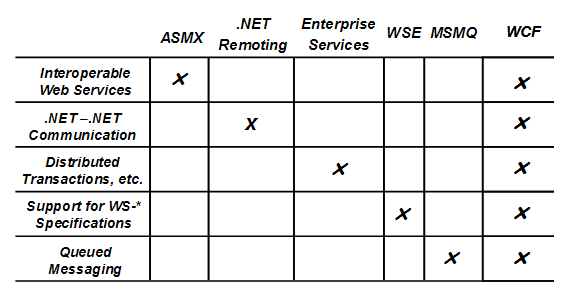 ASMX .NET Remoting Enterprise Services WSE MSMQ WCF
Interoperable
Web Services X X
.NET –.NET
Communication X X
Distributed
Transactions, etc. X X
Support for WS-*
Specifications X X
Queued
Messaging X X